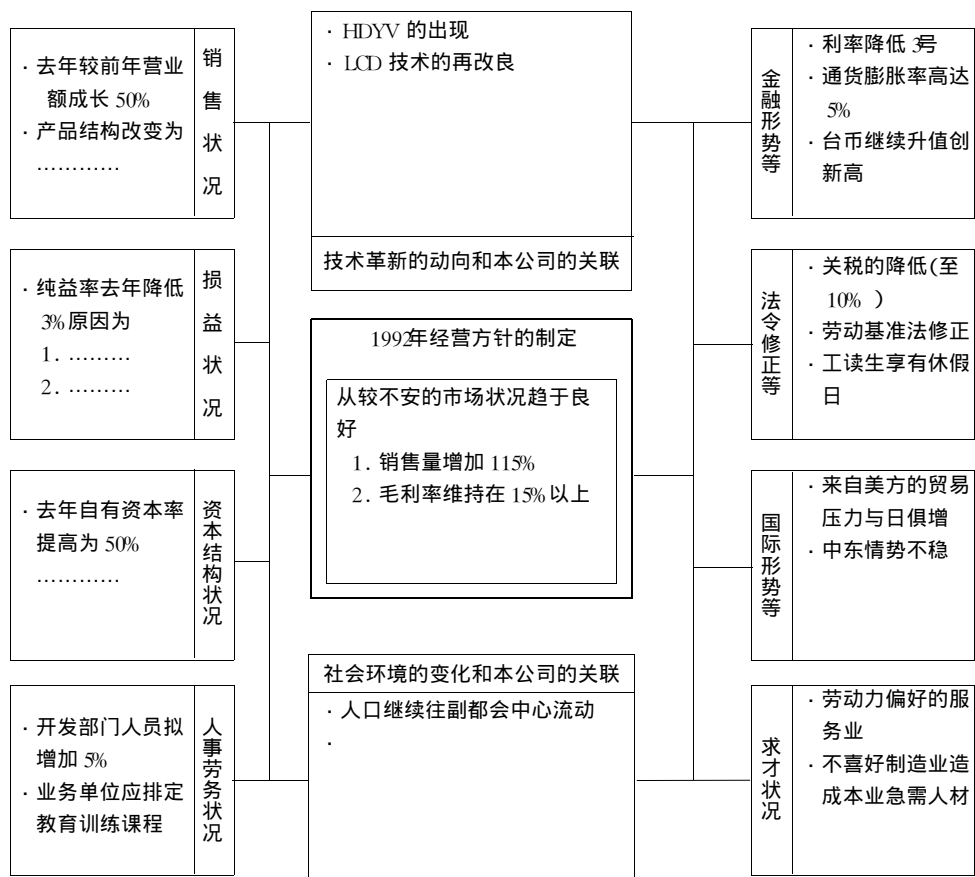 · 去年较前年营业
额成长 50%
· 产品结构改变为
…………
销售状况
· 纯益率去年降低
3%原因为
1. ………
2. ………
损益状况
· 去年自有资本率
提高为 50%
…………
资本结构状况
· 开发部门人员拟
增加 5%
· 业务单位应排定
教育训练课程
人事劳务状况
· HDYV 的出现
· LCD 技术的再改良
技术革新的动向和本公司的关联
1992年经营方针的制定
从较不安的市场状况趋于良
好
1. 销售量增加 115%
2. 毛利率维持在 15%以上
社会环境的变化和本公司的关联
· 人口继续往副都会中心流动
·
金融形势等
· 利率降低 3号
· 通货膨胀率高达
5%
· 台币继续升值创
新高
法令修正等
· 关税的降低(至
10% )
· 劳动基准法修正
· 工读生享有休假
日
国际形势等
· 来自美方的贸易
压力与日俱增
· 中东情势不稳
求才状况
· 劳动力偏好的服
务业
· 不喜好制造业造
成本业急需人材